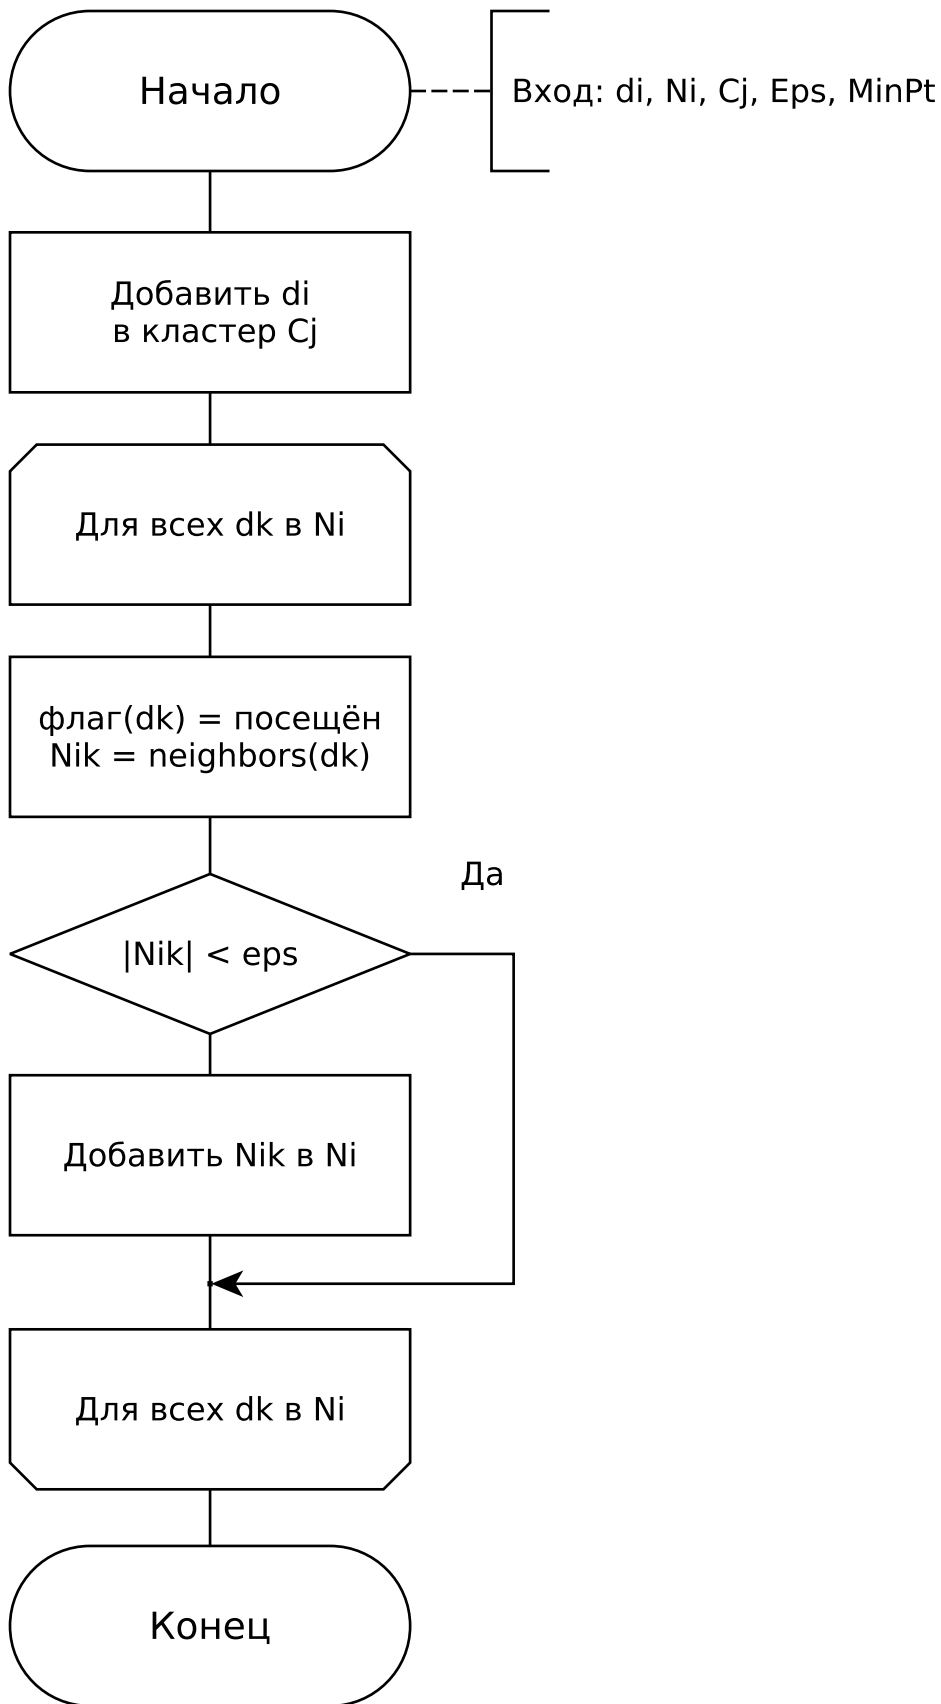 Начало
Вход: di, Ni, Cj, Eps, MinPt
Добавить di
в кластер Cj
Для всех dk в Ni
флаг(dk) = посещён
Nik = neighbors(dk)
Да
|Nik| < eps
Добавить Nik в Ni
Для всех dk в Ni
Конец